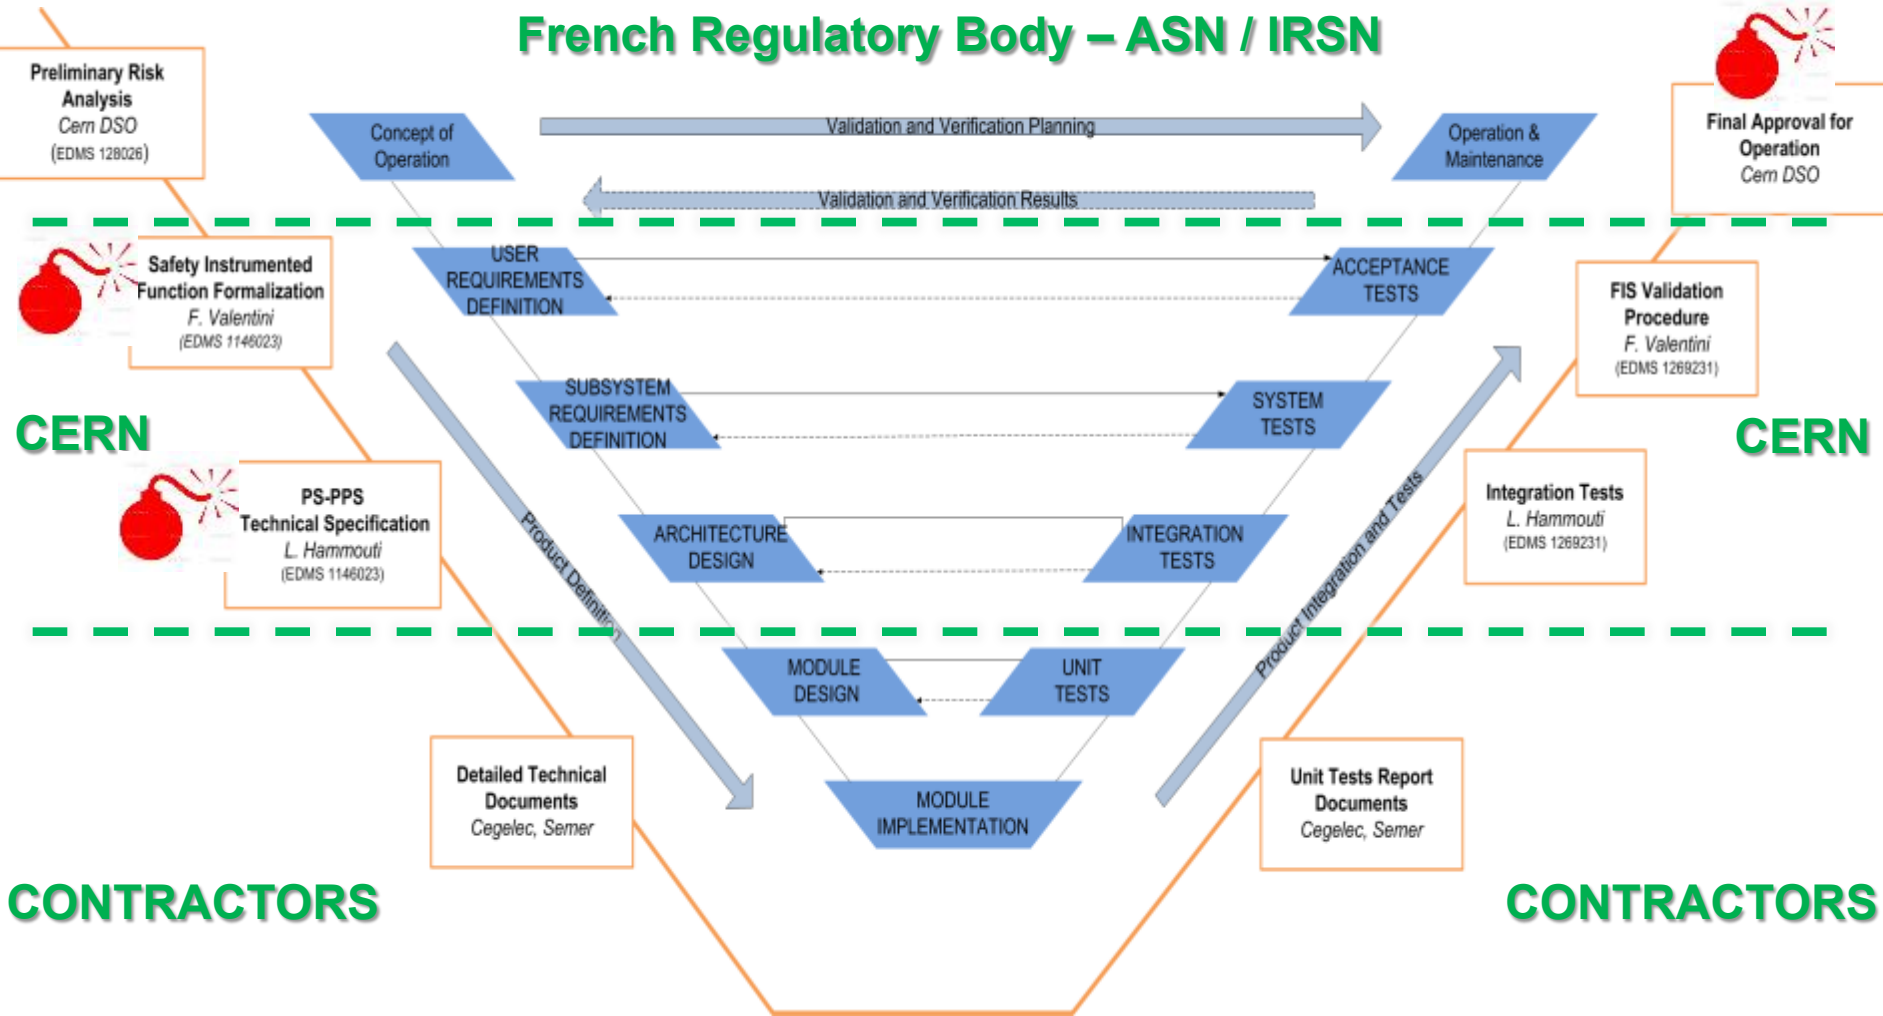 French Regulatory Body – ASN / IRSN
Preliminary Risk
Analysis
Cern DSO
(EDMS 128026)
Concept of
Operation
Validation and Verification Planning
Operation &
Maintenance
Final Approval for
Operation
Cern DSO
Validation and Verification Results
Safety Instrumented
Function Formalization
F. Valentini
(EDMS 1146023)
USER
REQUIREMENTS
DEFINITION
ACCEPTANCE
TESTS
FIS Validation
Procedure
F. Valentini
(EDMS 1269231)
SUBSYSTEM
REQUIREMENTS
DEFINITION
SYSTEM
TESTS
CERN
CERN
PS-PPS
Technical Specification
L. Hammouti
(EDMS 1146023)
Product Definition
ARCHITECTURE
DESIGN
INTEGRATION
TESTS
Product Integration and Tests
Integration Tests
L. Hammouti
(EDMS 1269231)
MODULE
DESIGN
UNIT
TESTS
Detailed Technical
Documents
Cegelec, Semer
MODULE
IMPLEMENTATION
Unit Tests Report
Documents
Cegelec, Semer
CONTRACTORS
CONTRACTORS